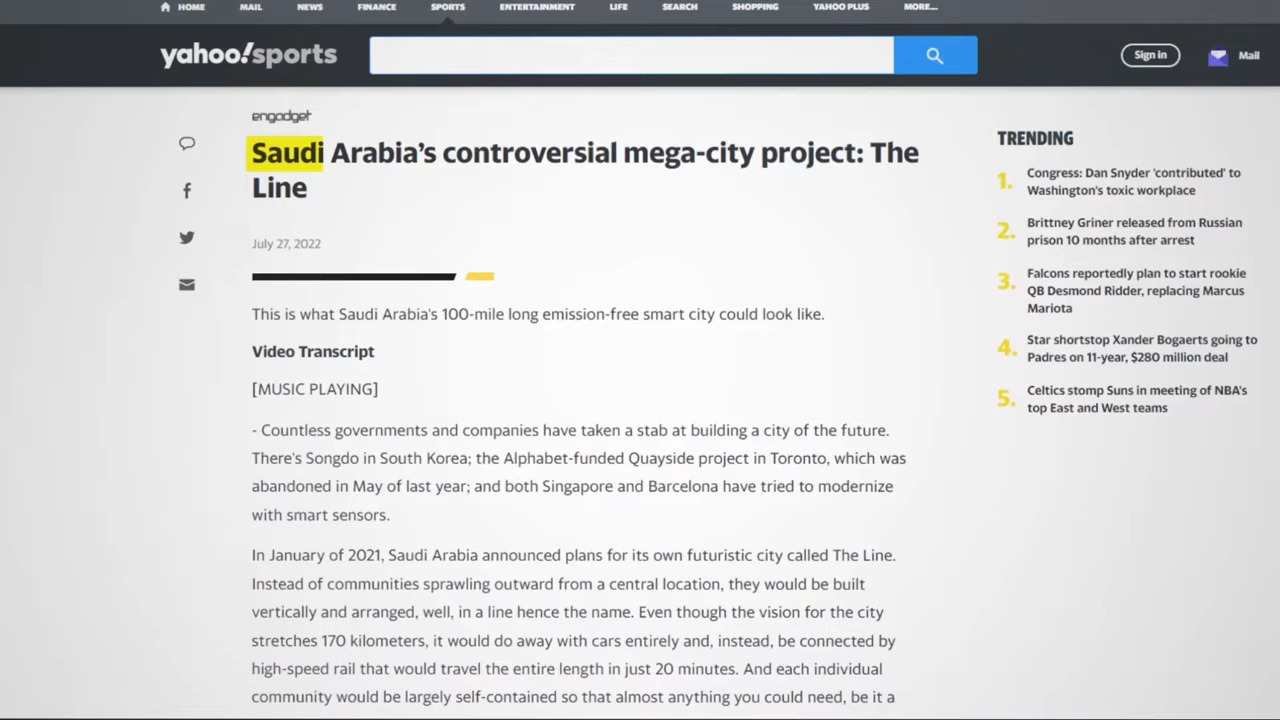 HOME MAIL NEWS FINANCE SPORTS ENTERTAINMENT LIFE SEARCH SHOPPING YAHOO PLUS MORE...
yahoo!sports
Sign in
Mail
engadget
Saudi Arabia’s controversial mega-city project: The
Line
July 27, 2022
This is what Saudi Arabia's 100-mile long emission-free smart city could look like.
Video Transcript
[MUSIC PLAYING]
- Countless governments and companies have taken a stab at building a city of the future.
There's Songdo in South Korea; the Alphabet-funded Quayside project in Toronto, which was
abandoned in May of last year; and both Singapore and Barcelona have tried to modernize
with smart sensors.
In January of 2021, Saudi Arabia announced plans for its own futuristic city called The Line.
Instead of communities sprawling outward from a central location, they would be built
vertically and arranged, well, in a line hence the name. Even though the vision for the city
stretches 170 kilometers, it would do away with cars entirely and, instead, be connected by
high-speed rail that would travel the entire length in just 20 minutes. And each individual
community would be largely self-contained so that almost anything you could need, be it a
TRENDING
1. Congress: Dan Snyder 'contributed' to
Washington's toxic workplace
2. Brittney Griner released from Russian
prison 10 months after arrest
3. Falcons reportedly plan to start rookie
QB Desmond Ridder, replacing Marcus
Mariota
4. Star shortstop Xander Bogaerts going to
Padres on 11-year, $280 million deal
5. Celtics stomp Suns in meeting of NBA's
top East and West teams